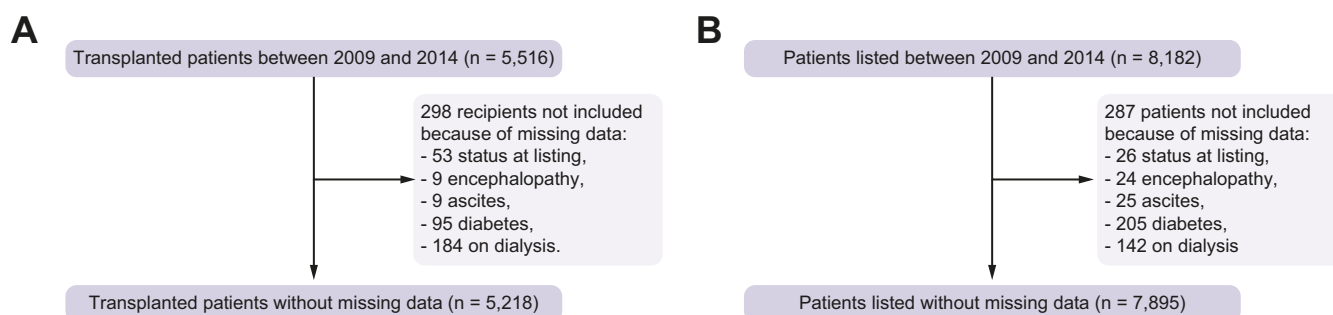 A
Transplanted patients between 2009 and 2014 (n = 5,516)
298 recipients not included
because of missing data:
- 53 status at listing,
- 9 encephalopathy,
- 9 ascites,
- 95 diabetes,
- 184 on dialysis.
Transplanted patients without missing data (n = 5,218)
B
Patients listed between 2009 and 2014 (n = 8,182)
287 patients not included
because of missing data:
- 26 status at listing,
- 24 encephalopathy,
- 25 ascites,
- 205 diabetes,
- 142 on dialysis
Patients listed without missing data (n = 7,895)